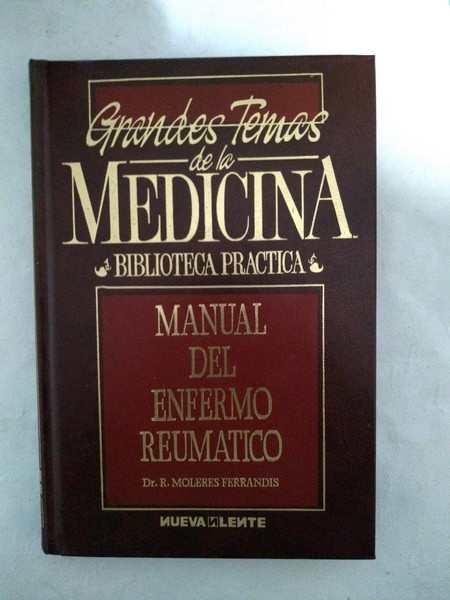 Grandes Temas
de la
MEDICINA
BIBLIOTECA PRACTICA
MANUAL
DEL
ENFERMO
REUMATICO
Dr. R. MOLERES FERRANDIS
NUEVA LENTE